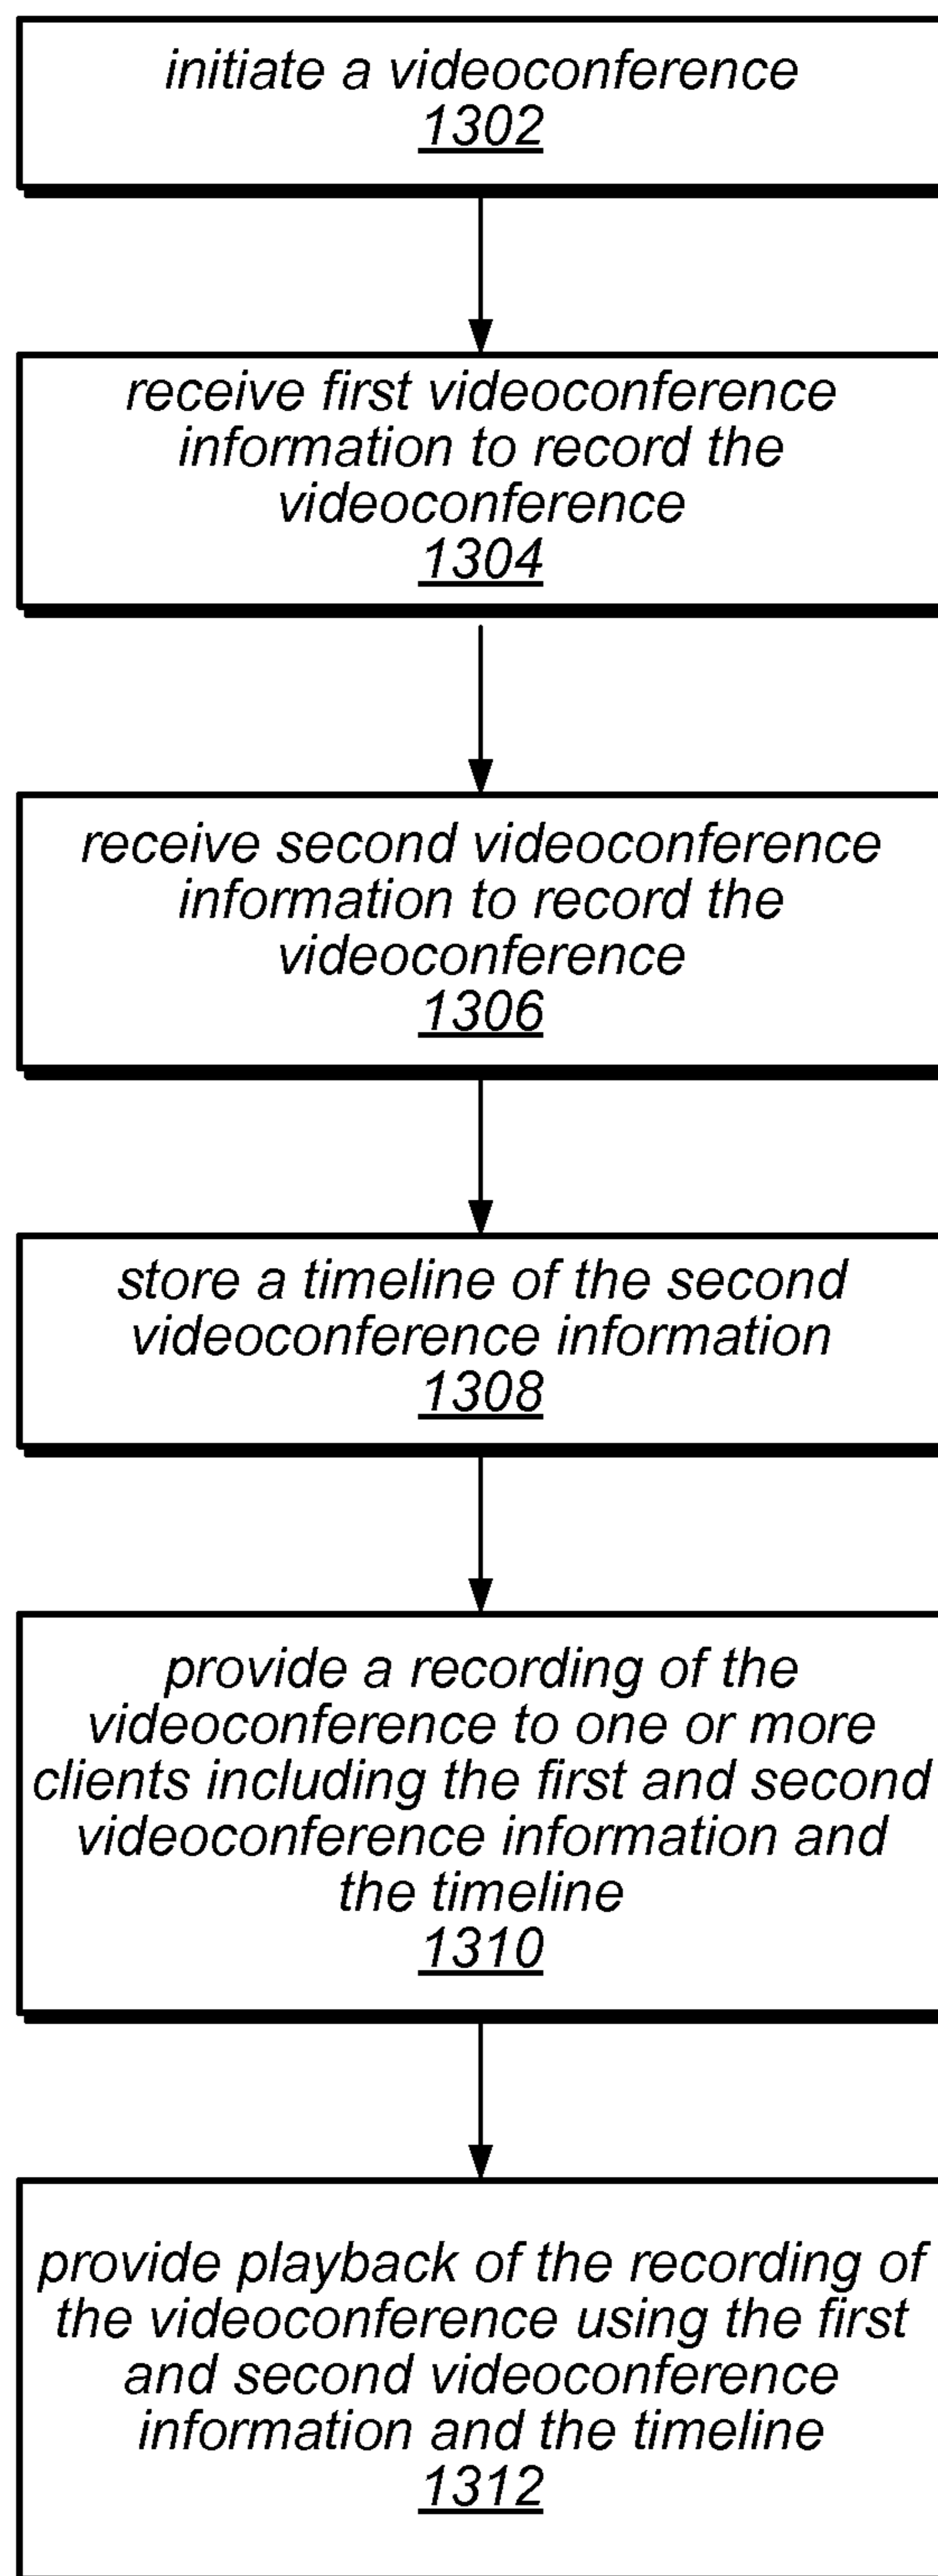 initiate a videoconference
1302
receive first videoconference
information to record the
videoconference
1304
receive second videoconference
information to record the
videoconference
1306
store a timeline of the second
videoconference information
1308
provide a recording of the
videoconference to one or more
clients including the first and second
videoconference information and
the timeline
1310
provide playback of the recording of
the videoconference using the first
and second videoconference
information and the timeline
1312